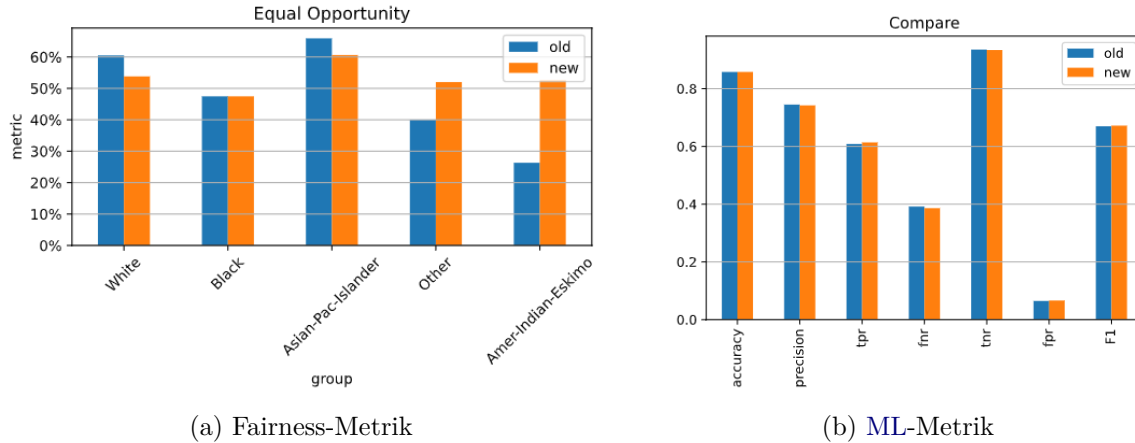 Equal Opportunity
old
new
60%
50%
40%
30%
20%
10%
0%
metric
White
Black
Asian-Pac-Islander
Other
Amer-Indian-Eskimo
group
(a) Fairness-Metrik
Compare
old
new
0.8
0.6
0.4
0.2
0.0
accuracy
precision
tpr
fnr
tnr
fpr
F1
(b) ML-Metrik